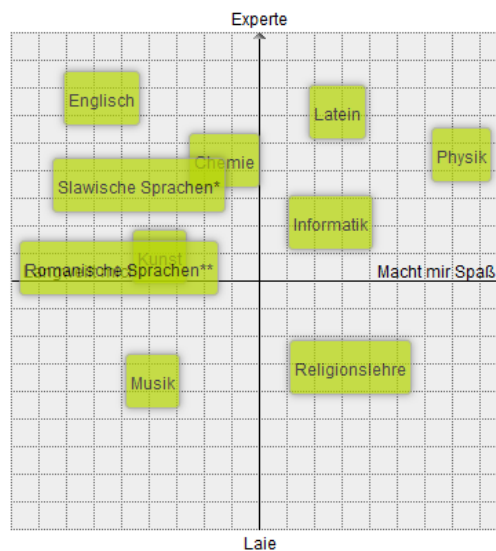 Experte
Englisch
Latein
Chemie
Physik
Slawische Sprachen*
Informatik
Kunst
Romanische Sprachen**
Macht mir Spaß
Religionslehre
Musik
Laie